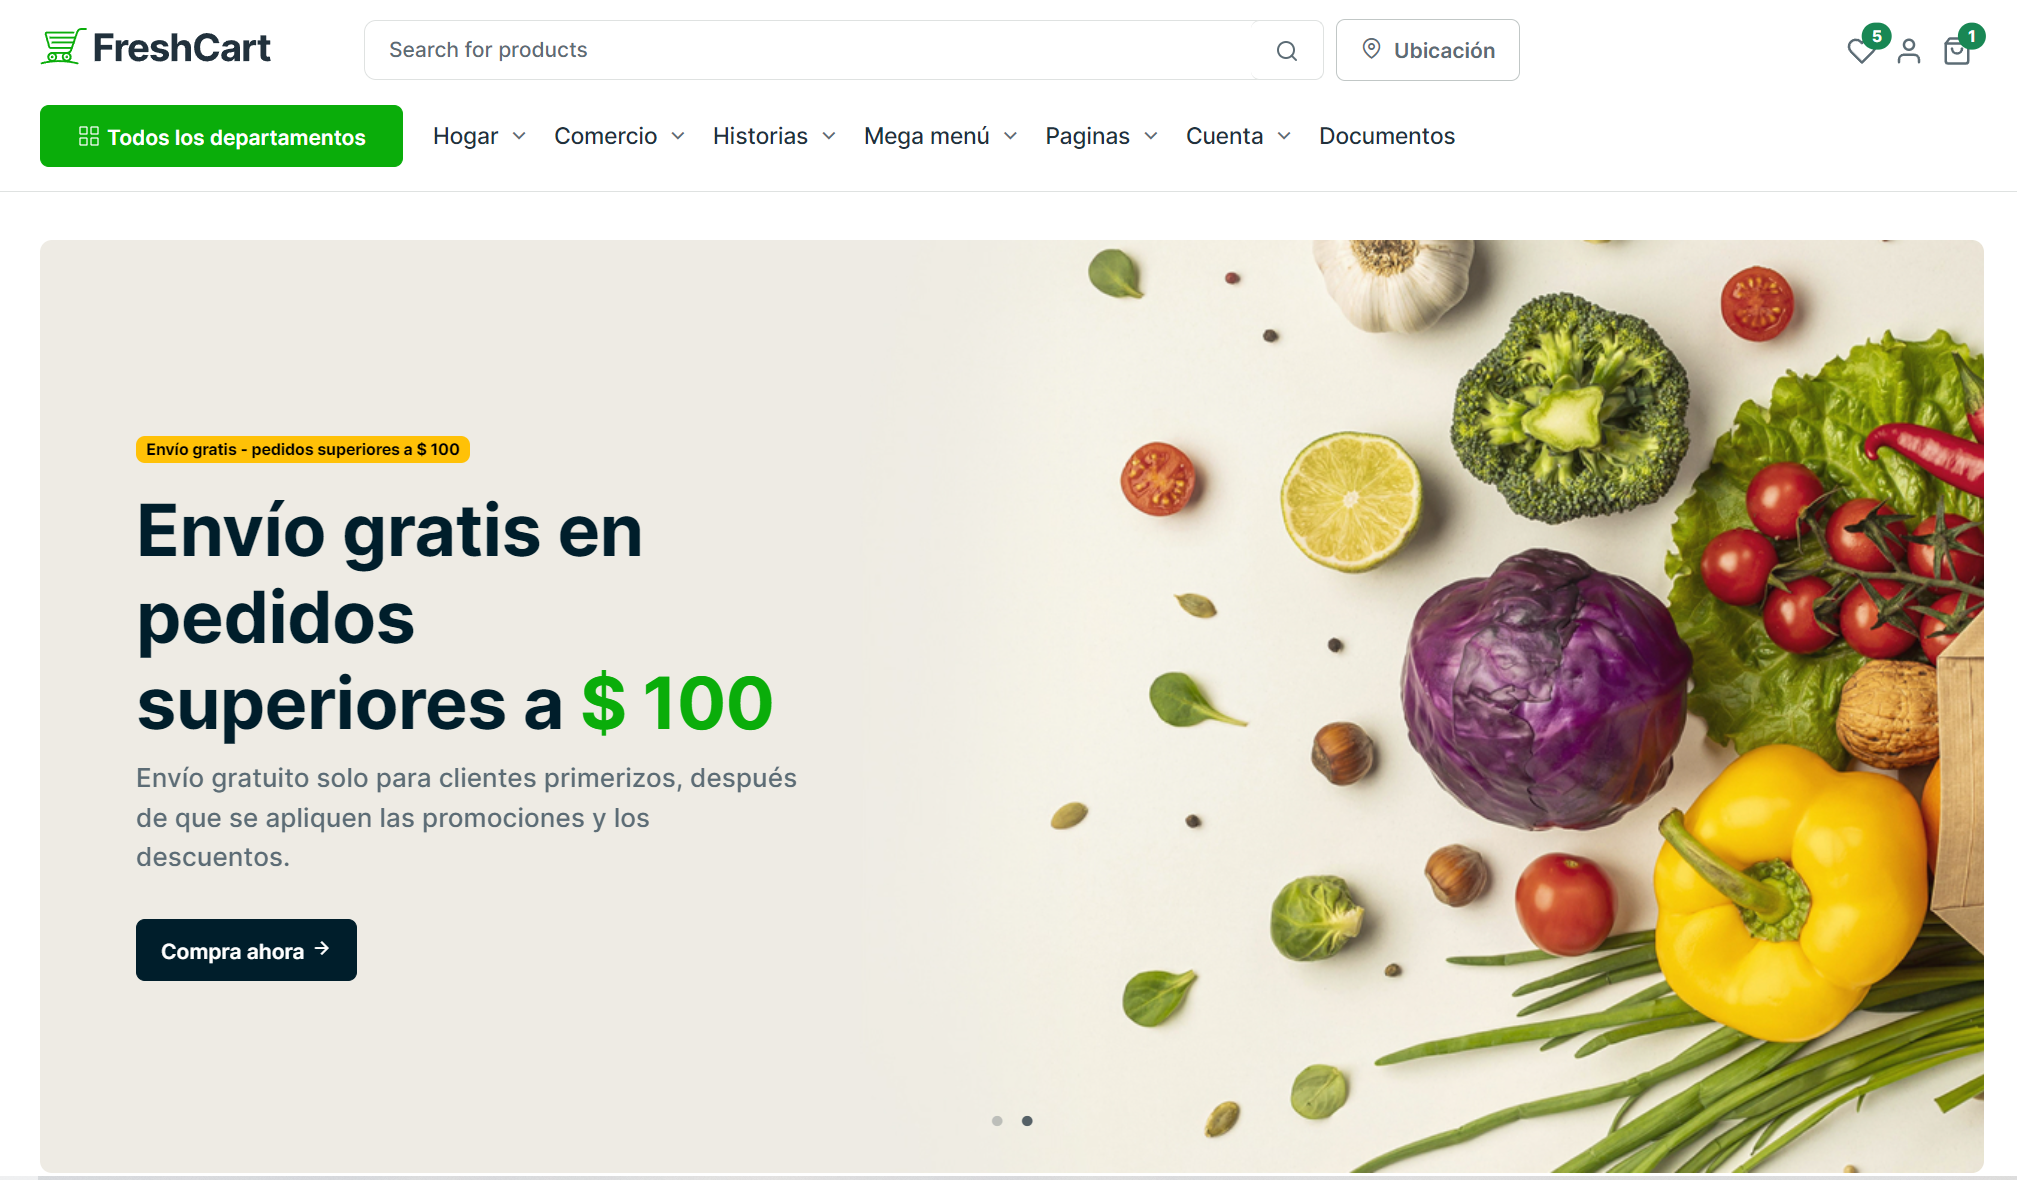 FreshCart
Search for products
Ubicación
5
1
Todos los departamentos
Hogar
Comercio
Historias
Mega menú
Paginas
Cuenta
Documentos
Envío gratis - pedidos superiores a $ 100
Envío gratis en
pedidos
superiores a $ 100
Envío gratuito solo para clientes primerizos, después
de que se apliquen las promociones y los
descuentos.
Compra ahora